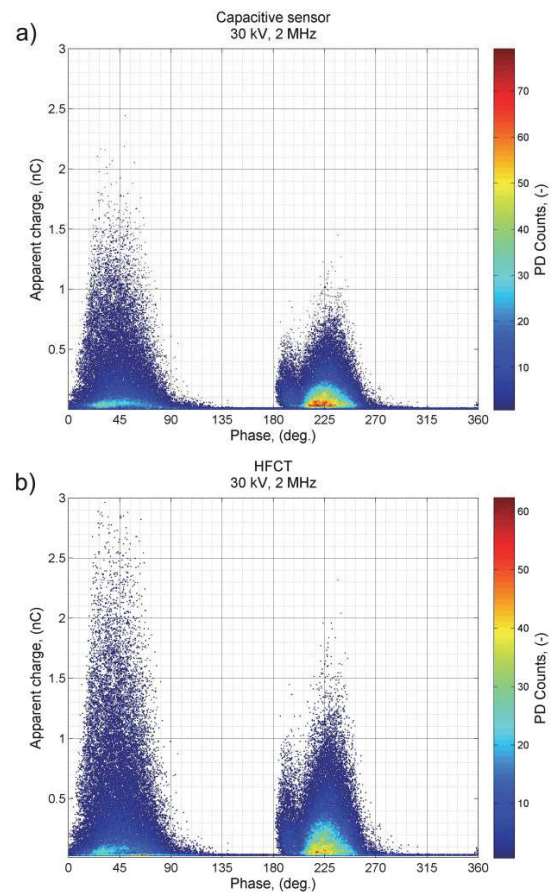 Capacitive sensor
a)
30 kV, 2 MHz
3
2.5
2
1.5
1
0.5
Apparent charge, (nC)
0 45 90 135 180 225 270 315 360
Phase, (deg.)
70
60
50
40
30
20
10
PD Counts, (-)
HFCT
b)
30 kV, 2 MHz
3
2.5
2
1.5
1
0.5
Apparent charge, (nC)
0 45 90 135 180 225 270 315 360
Phase, (deg.)
60
50
40
30
20
10
PD Counts, (-)